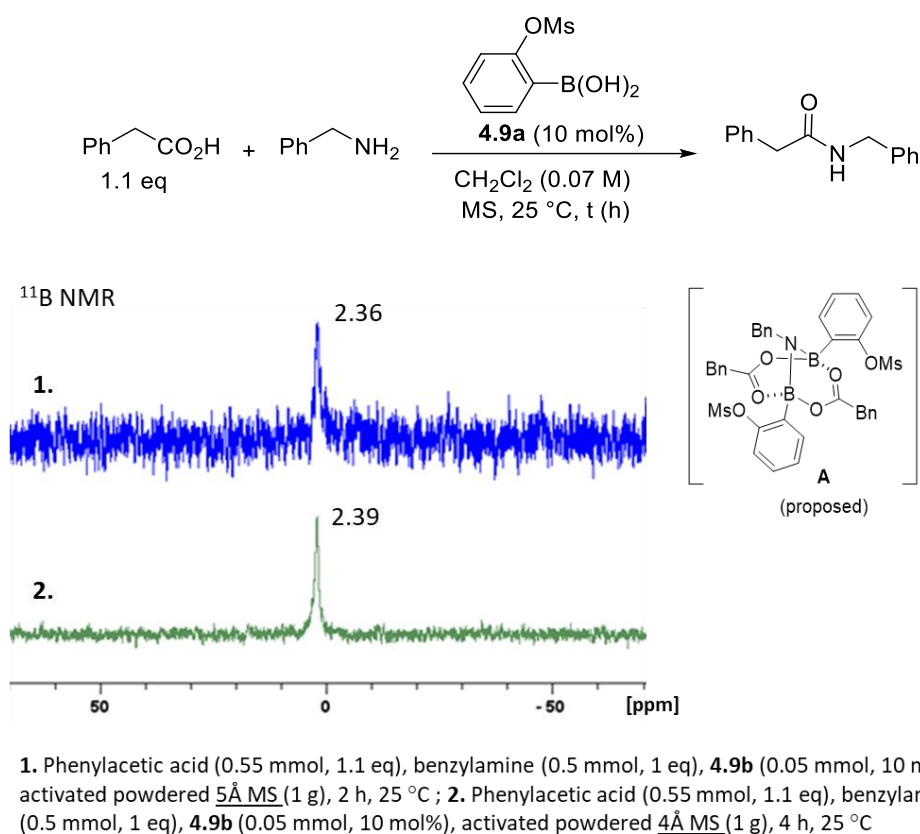 OMs
B(OH)2
4.9a (10 mol%)
Ph CO2H + Ph NH2
1.1 eq
CH2Cl2 (0.07 M)
MS, 25 °C, t (h)
Ph O N H Ph
11B NMR
2.36
1.
2.39
2.
50 0 - 50 [ppm]
Bn N B OMs
Bn O O
O B O Bn
MsO
A
(proposed)
1. Phenylacetic acid (0.55 mmol, 1.1 eq), benzylamine (0.5 mmol, 1 eq), 4.9b (0.05 mmol, 10
activated powdered 5Å MS (1 g), 2 h, 25 °C ; 2. Phenylacetic acid (0.55 mmol, 1.1 eq),
(0.5 mmol, 1 eq), 4.9b (0.05 mmol, 10 mol%), activated powdered 4Å MS (1 g), 4 h, 25 °C